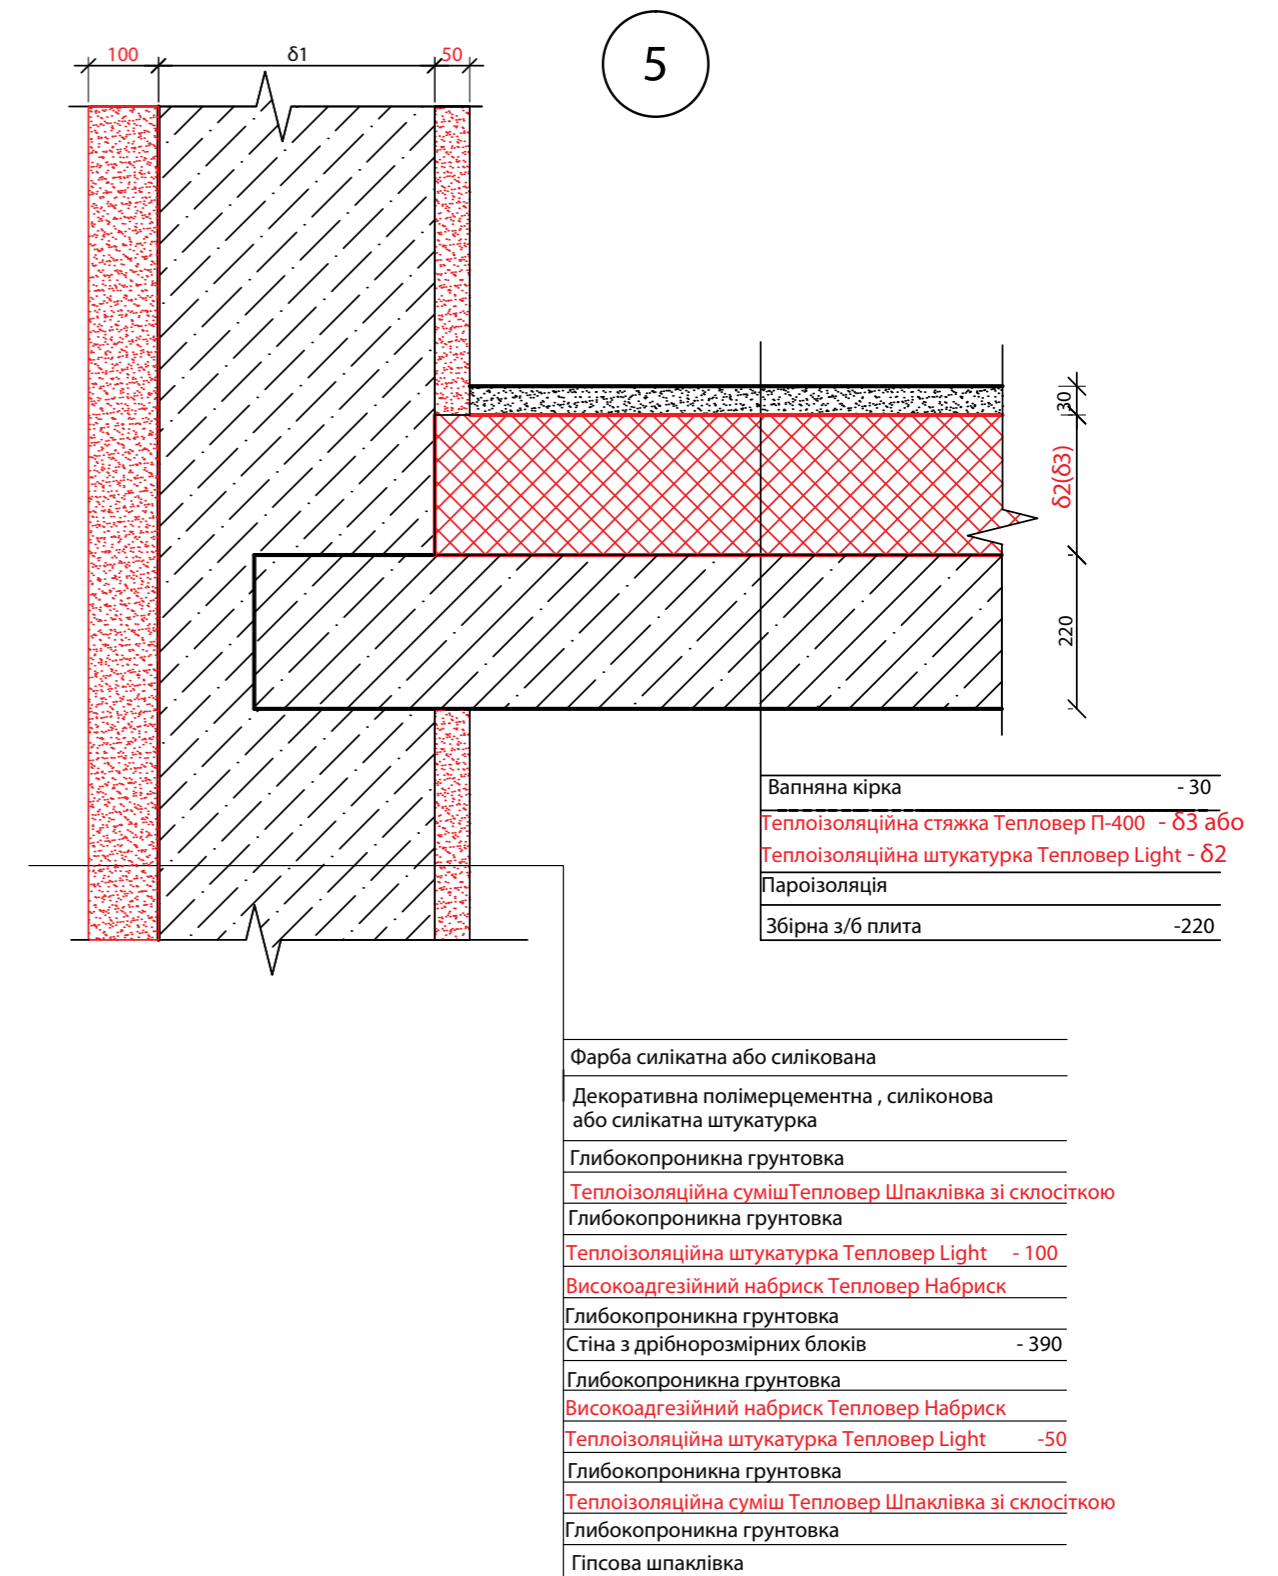 5
100
δ1
50
30
δ2(δ3)
220
Вапняна кірка - 30
Теплоізоляційна стяжка Тепловер П-400 - δ3 або
Теплоізоляційна штукатурка Тепловер Light - δ2
Пароізоляція
Збірна з/б плита -220
Фарба силікатна або силікована
Декоративна полімерцементна , силіконова
або силікатна штукатурка
Глибокопроникна грунтовка
Теплоізоляційна сумішТепловер Шпаклівка зі склосіткою
Глибокопроникна грунтовка
Теплоізоляційна штукатурка Тепловер Light - 100
Високоадгезійний набриск Тепловер Набриск
Глибокопроникна грунтовка
Стіна з дрібнорозмірних блоків - 390
Глибокопроникна грунтовка
Високоадгезійний набриск Тепловер Набриск
Теплоізоляційна штукатурка Тепловер Light -50
Глибокопроникна грунтовка
Теплоізоляційна суміш Тепловер Шпаклівка зі склосіткою
Глибокопроникна грунтовка
Гіпсова шпаклівка